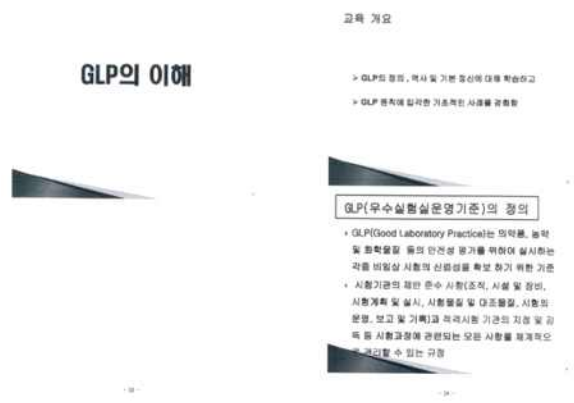 GLP의 이해
교육 개요
> GLP의 정의, 역사 및 기본 정신에 대해 학습하고
> GLP 원칙에 입각한 기초적인 사례를 경험함
GLP(우수실험실운영기준)의 정의
GLP(Good Laboratory Practice)는 의약품, 농약
및 화학물질 등의 안전성 평가를 위하여 실시하는
각종 비임상 시험의 신뢰성을 확보 하기 위한 기준
시험기관의 제반 준수 사항(조직, 시설 및 장비,
시험계획 및 실시, 시험물질 및 대조물질, 시험의
운영, 보고 및 기록)과 적격시험 기관의 지정 및 감
독 등 시험과정에 관련되는 모든 사항을 체계적으
관리할 수 있는 규정